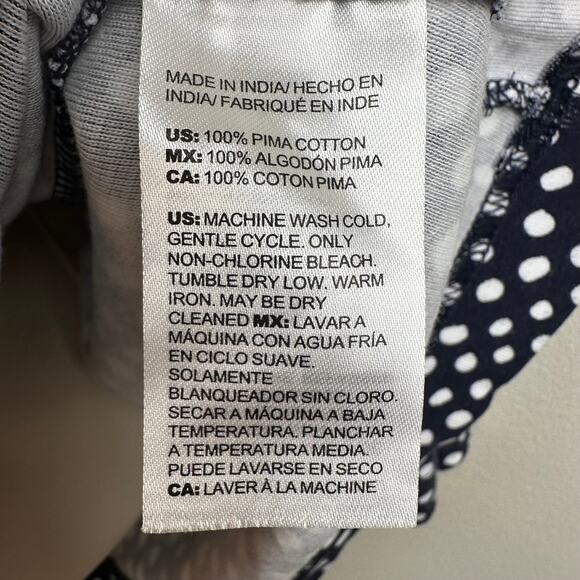 MADE IN INDIA/ HECHO EN
INDIA/ FABRIQUÉ EN INDE
US: 100% PIMA COTTON
MX: 100% ALGODÓN PIMA
CA: 100% COTON PIMA
US: MACHINE WASH COLD,
GENTLE CYCLE. ONLY
NON-CHLORINE BLEACH.
TUMBLE DRY LOW. WARM
IRON. MAY BE DRY
CLEANED MX: LAVAR A
MÁQUINA CON AGUA FRÍA
EN CICLO SUAVE.
SOLAMENTE
BLANQUEADOR SIN CLORO.
SECAR A MÁQUINA A BAJA
TEMPERATURA. PLANCHAR
A TEMPERATURA MEDIA.
PUEDE LAVARSE EN SECO
CA: LAVER À LA MACHINE